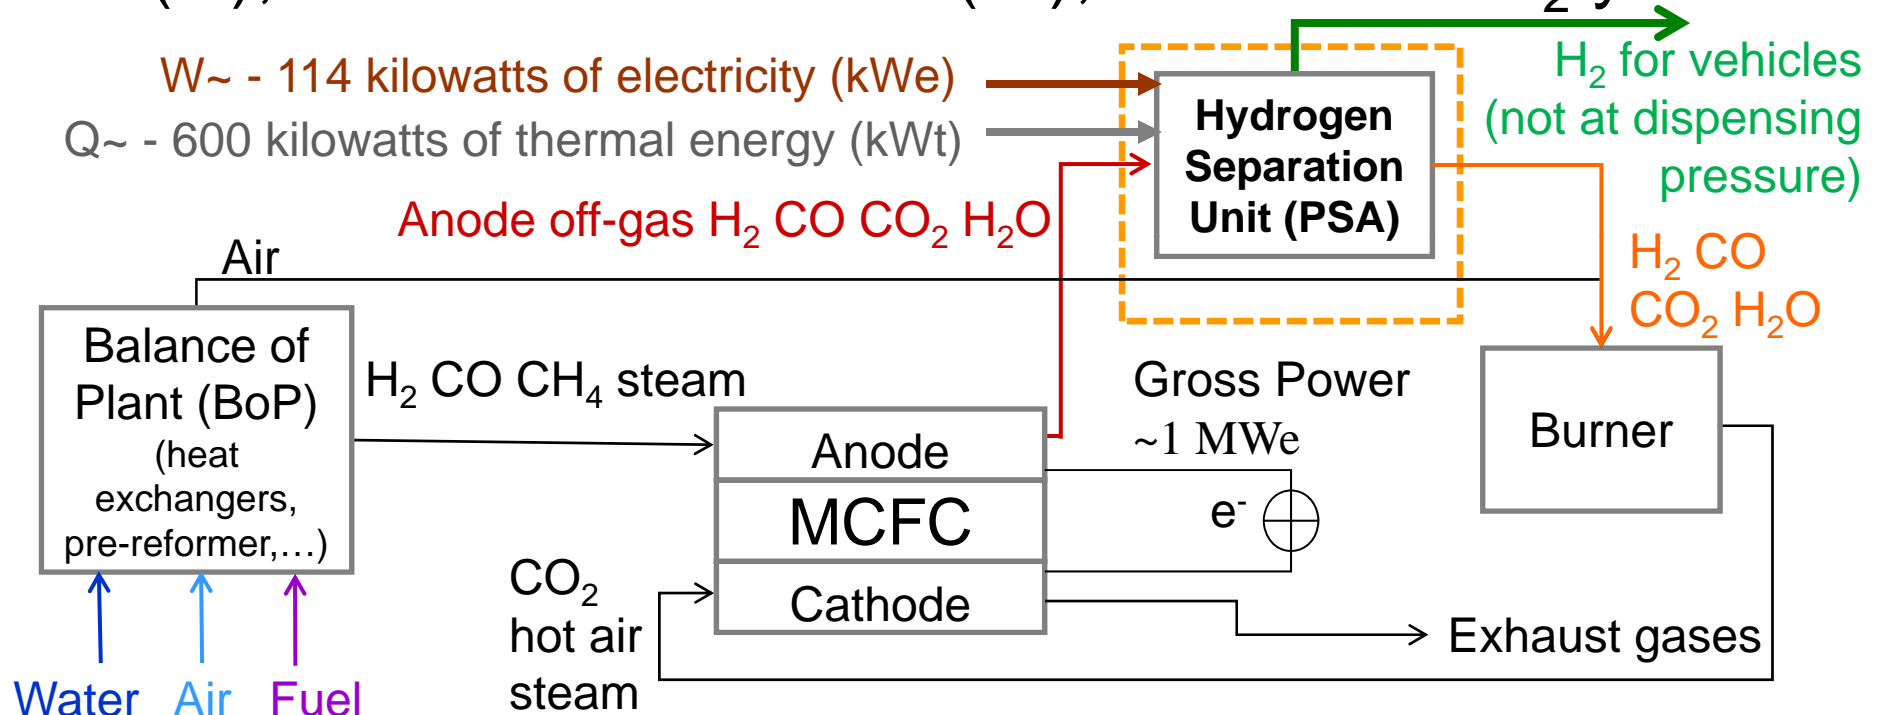 W~ - 114 kilowatts of electricity (kWe)
Q~ - 600 kilowatts of thermal energy (kWt)
H₂ for vehicles
(not at dispensing
pressure)
Hydrogen
Separation
Unit (PSA)
Anode off-gas H₂ CO CO₂ H₂O
Air
H₂ CO
CO₂ H₂O
Balance of
Plant (BoP)
(heat
exchangers,
pre-reformer,…)
H₂ CO CH₄ steam
Gross Power
~1 MWe
Burner
Anode
MCFC
Cathode
e⁻
CO₂
hot air
steam
Exhaust gases
Water Air Fuel